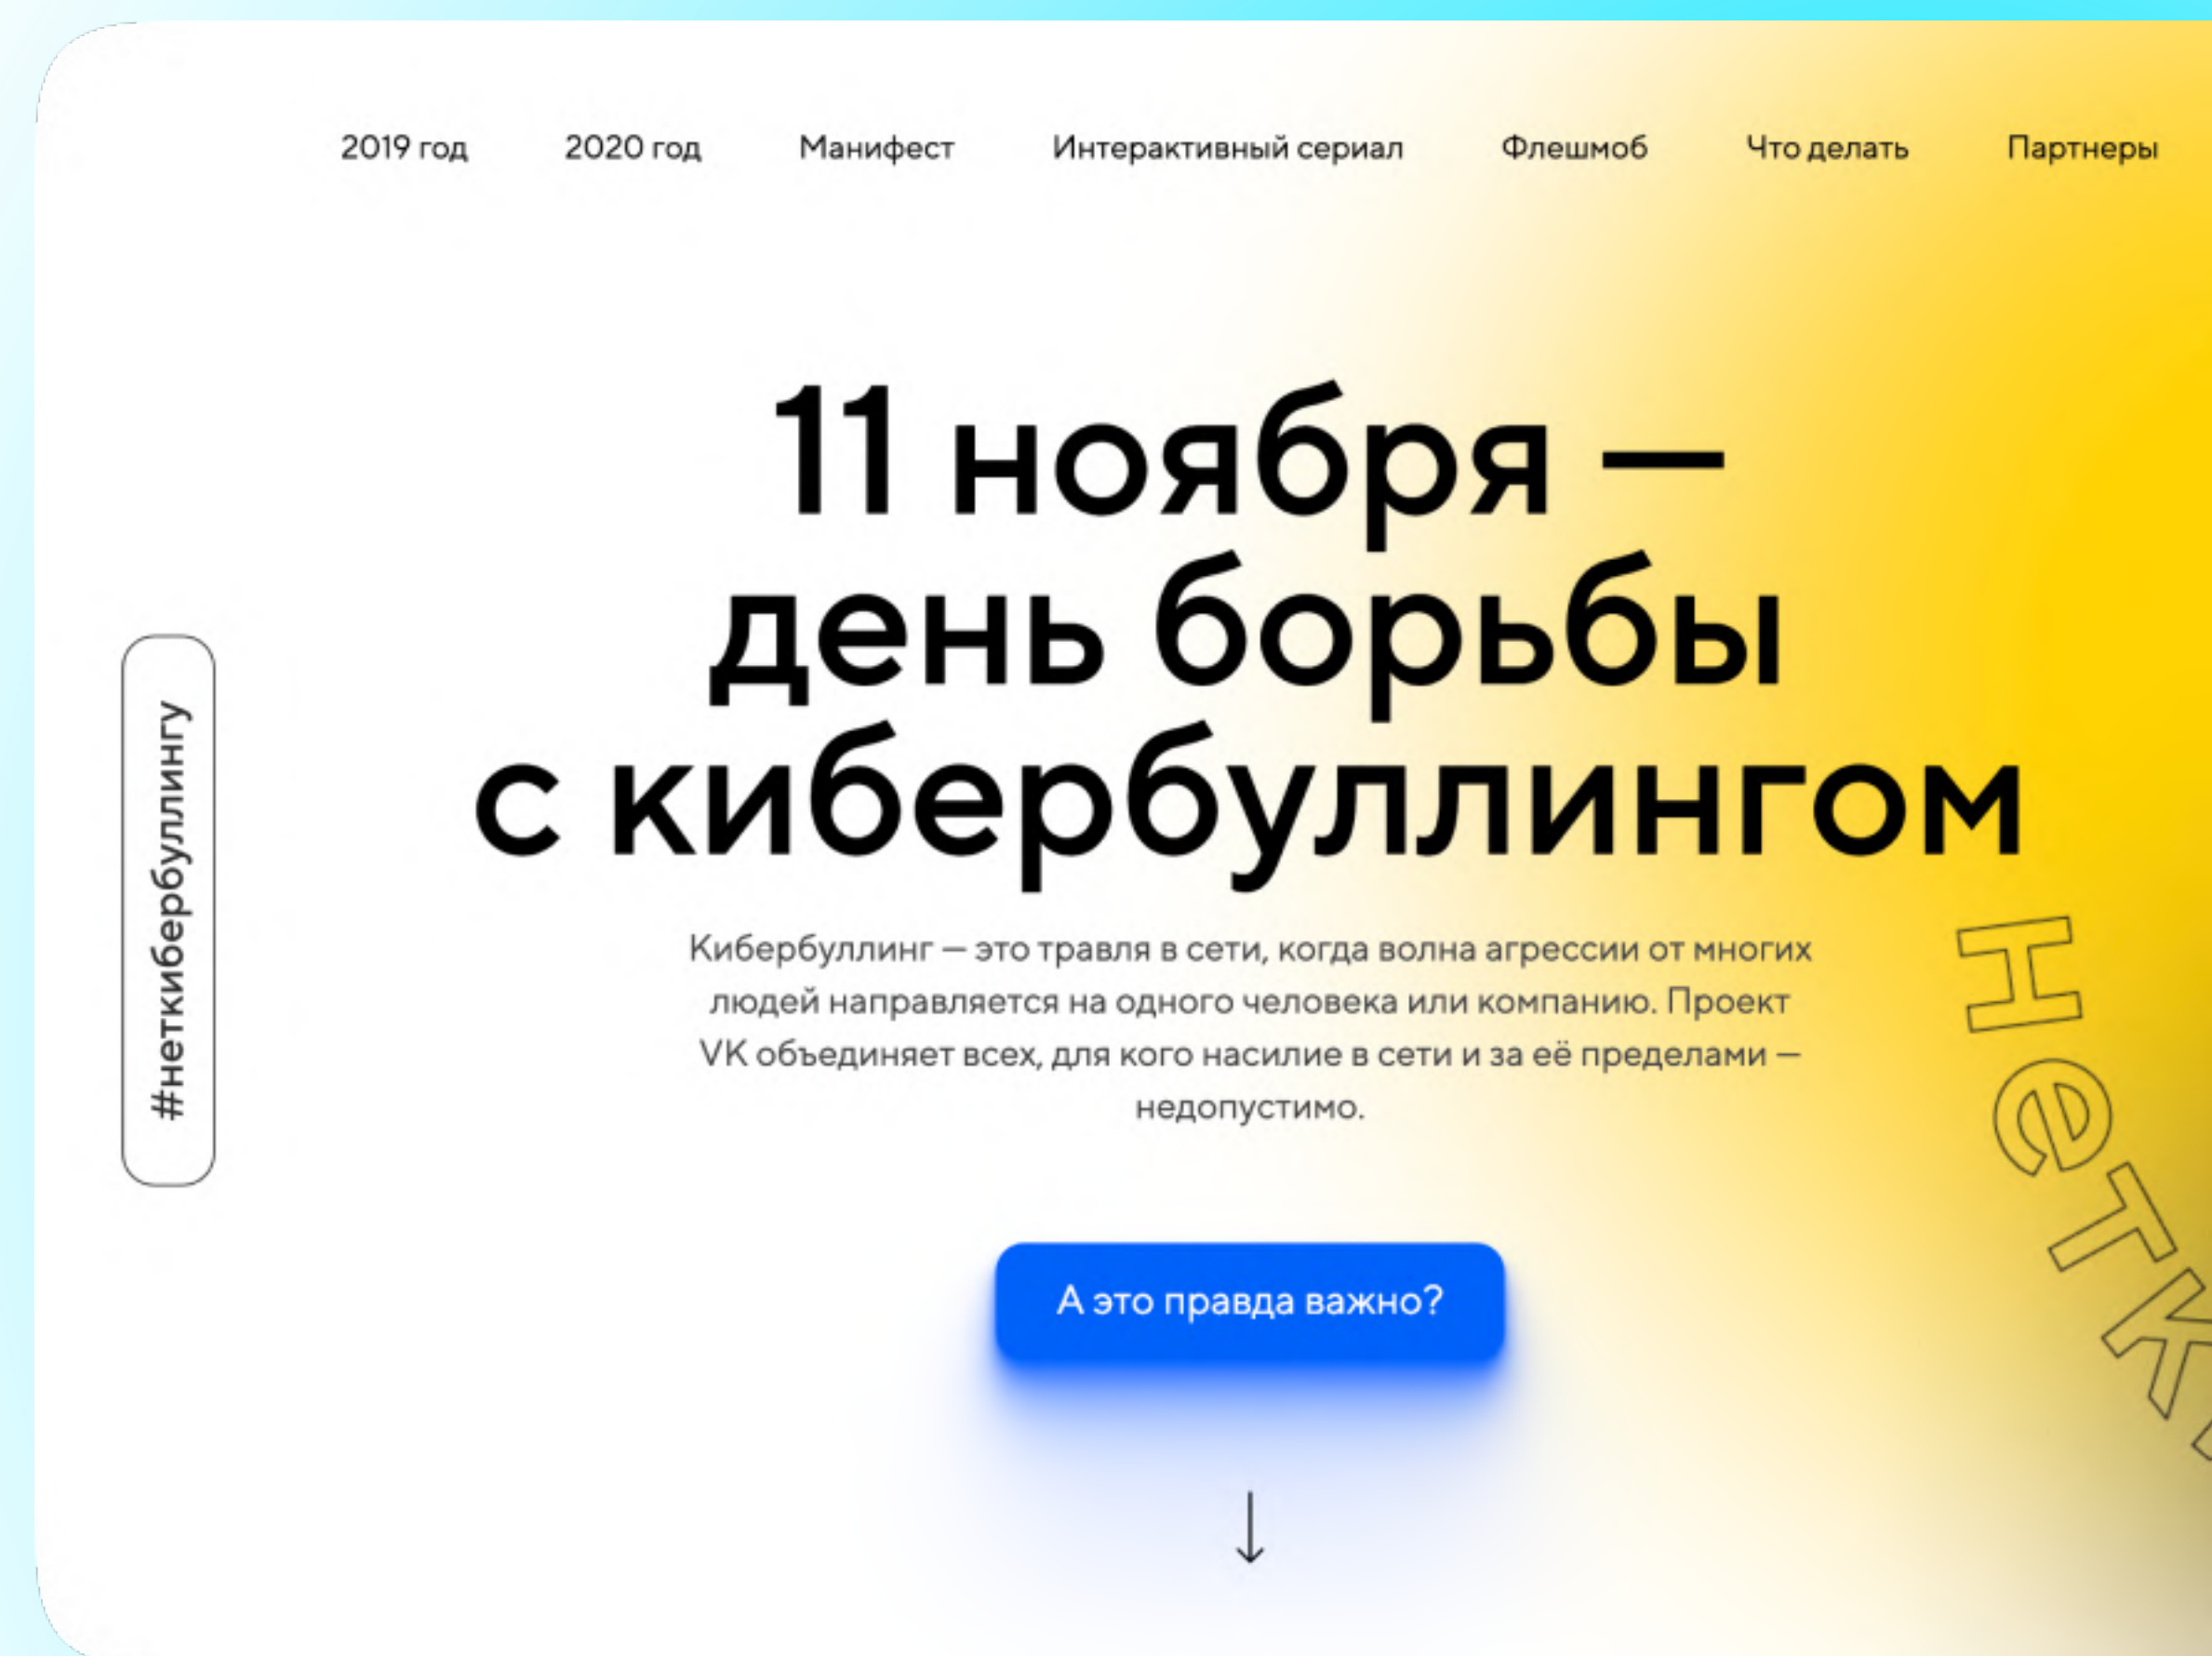 2019 год
2020 год
Манифест
Интерактивный сериал
Флешмоб
Что делать
Партнеры
11 ноября —
день борьбы
с кибербуллингом
#неткибербуллингу
Кибербуллинг — это травля в сети, когда волна агрессии от многих
людей направляется на одного человека или компанию. Проект
VK объединяет всех, для кого насилие в сети и за её пределами —
недопустимо.
Нетк
А это правда важно?